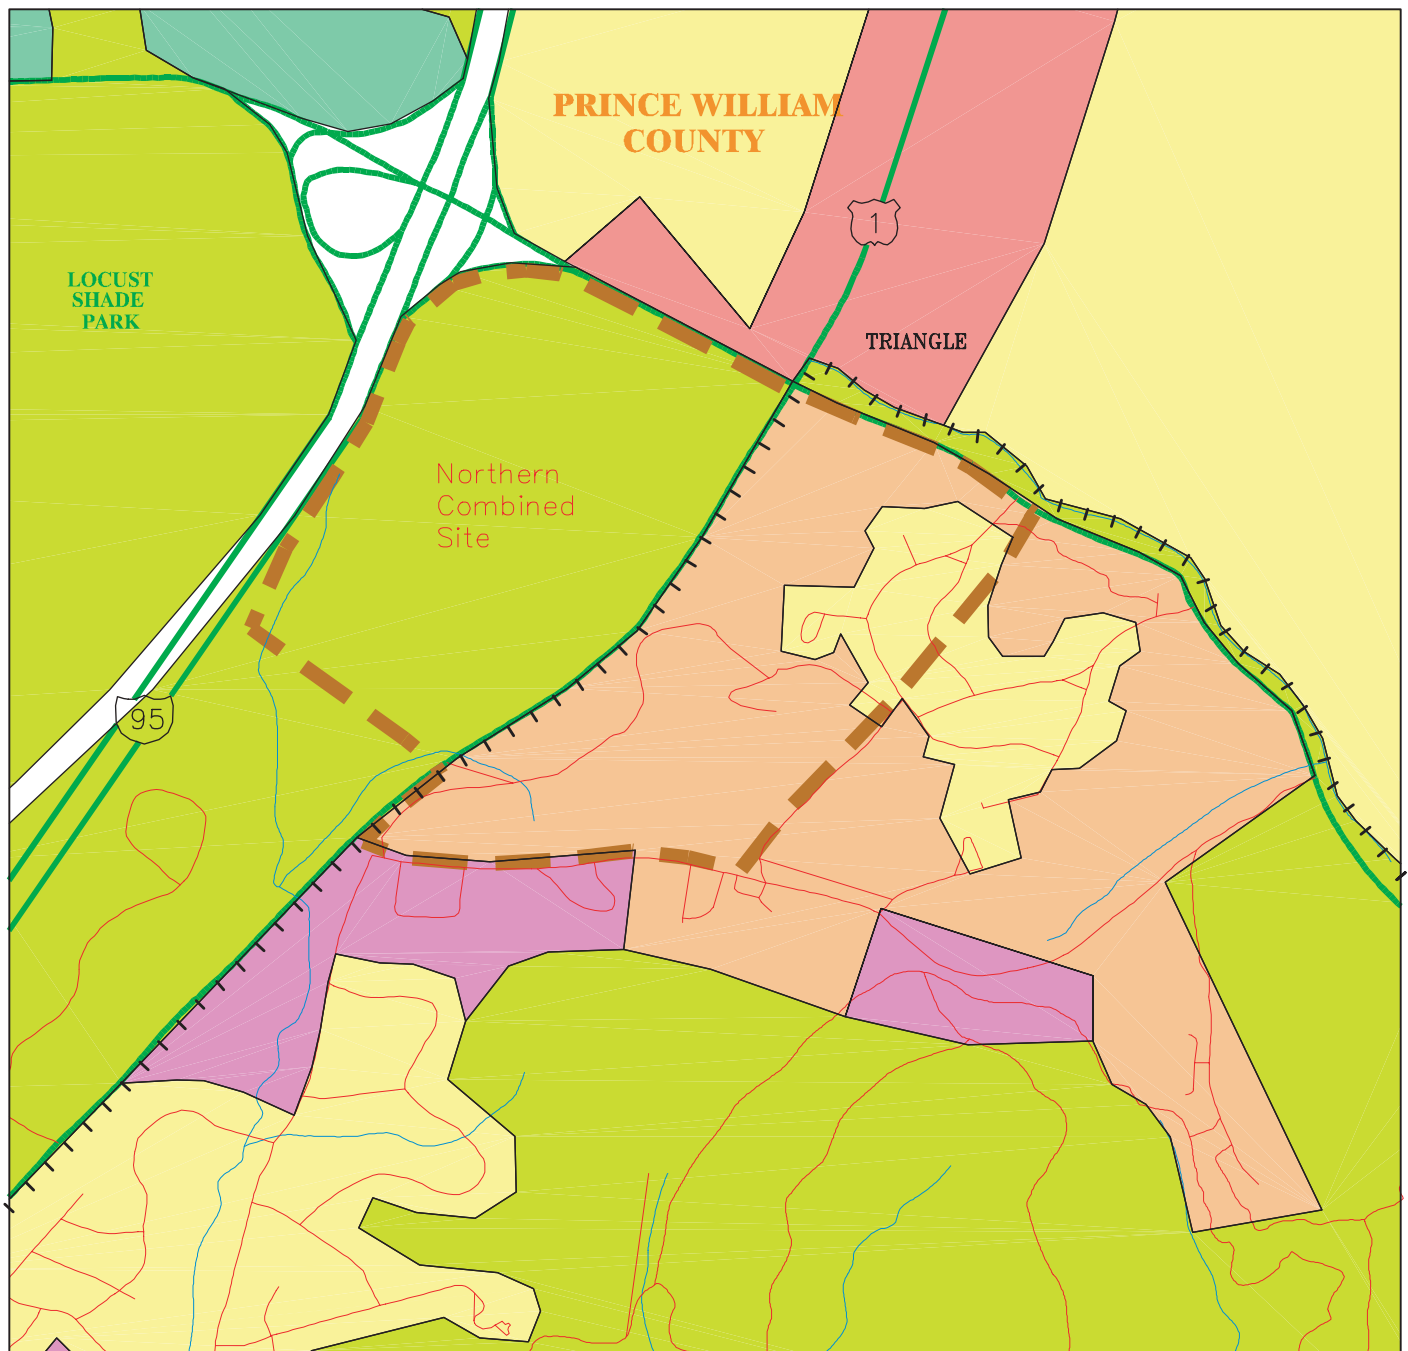 PRINCE WILLIAM
COUNTY
1
LOCUST
SHADE
PARK
TRIANGLE
Northern
Combined
Site
95